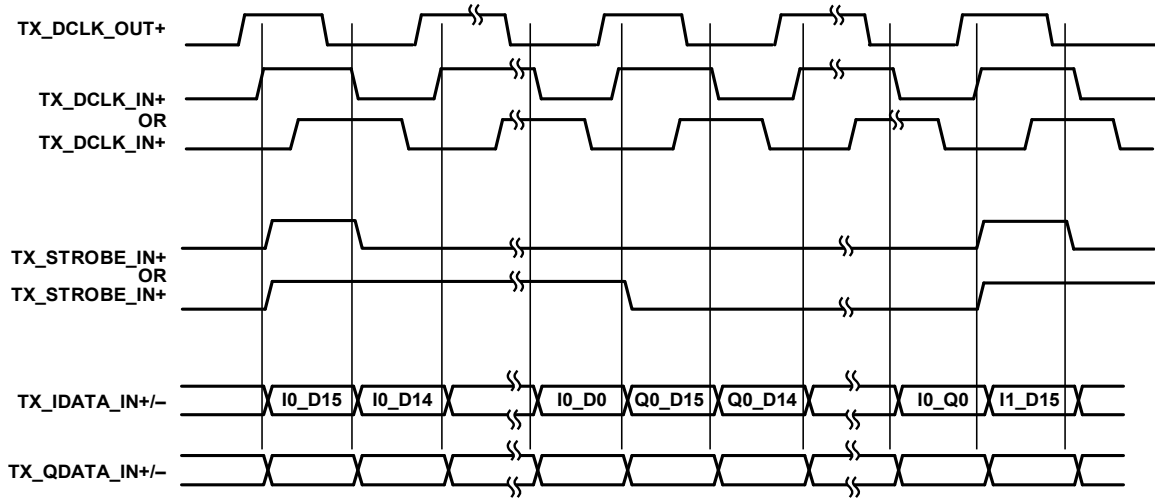 TX_DCLK_OUT+
TX_DCLK_IN+
OR
TX_DCLK_IN+
TX_STROBE_IN+
OR
TX_STROBE_IN+
TX_IDATA_IN+/– I0_D15 I0_D14 I0_D0 Q0_D15 Q0_D14 I0_Q0 I1_D15
TX_QDATA_IN+/–